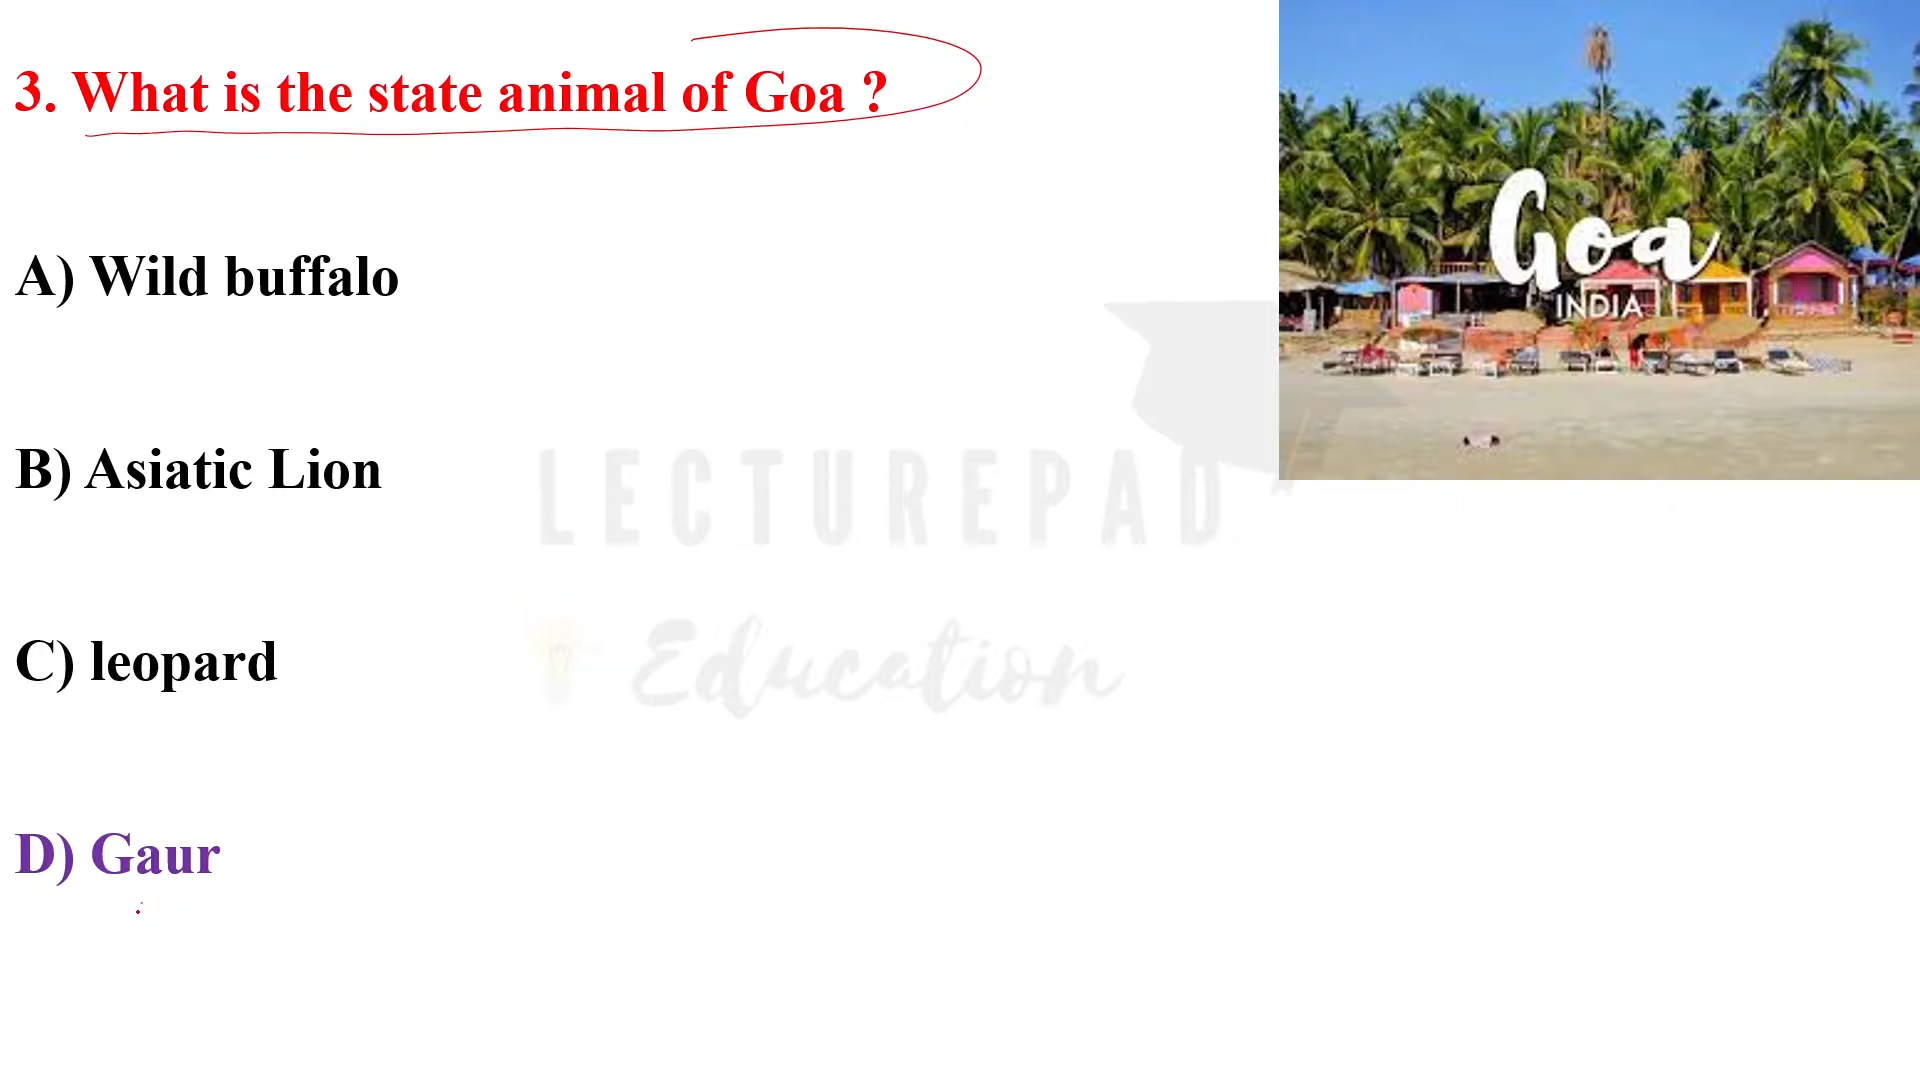 3. What is the state animal of Goa ?
A) Wild buffalo
B) Asiatic Lion
C) leopard
D) Gaur
Goa
INDIA
LECTUREPAD
Education